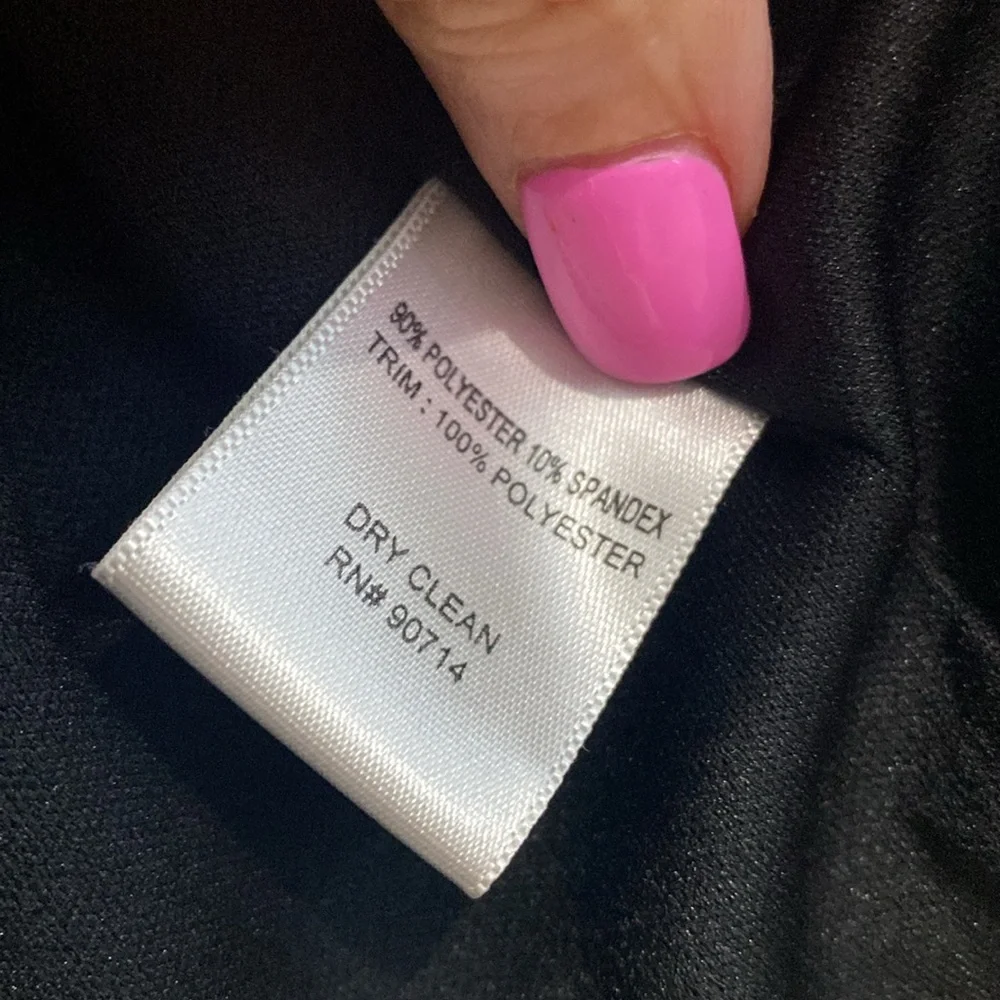 90% POLYESTER 10% SPANDEX
TRIM : 100% POLYESTER
DRY CLEAN
RN# 90714